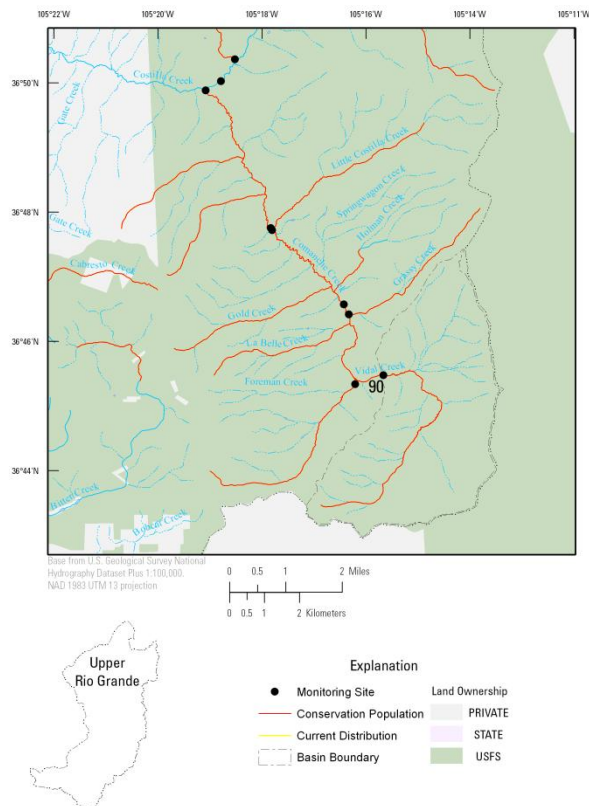 105°22'W 105°20'W 105°18'W 105°16'W 105°14'W 105°11'W
36°50'N
Costilla Creek
Gate Creek
Little Costilla Creek
Springwagon Creek
Holman Creek
36°48'N
Gate Creek
Comanche Creek
Grassy Creek
Cabresto Creek
Gold Creek
36°46'N
La Belle Creek
Foreman Creek
Vidal Creek
90
36°44'N
Bitter Creek
Bobcat Creek
Base from U.S. Geological Survey National
Hydrography Dataset Plus 1:100,000.
NAD 1983 UTM 13 projection
0 0.5 1 2 Miles
0 0.5 1 2 Kilometers
Upper
Rio Grande
Explanation
Monitoring Site
Conservation Population
Current Distribution
Basin Boundary
Land Ownership
PRIVATE
STATE
USFS